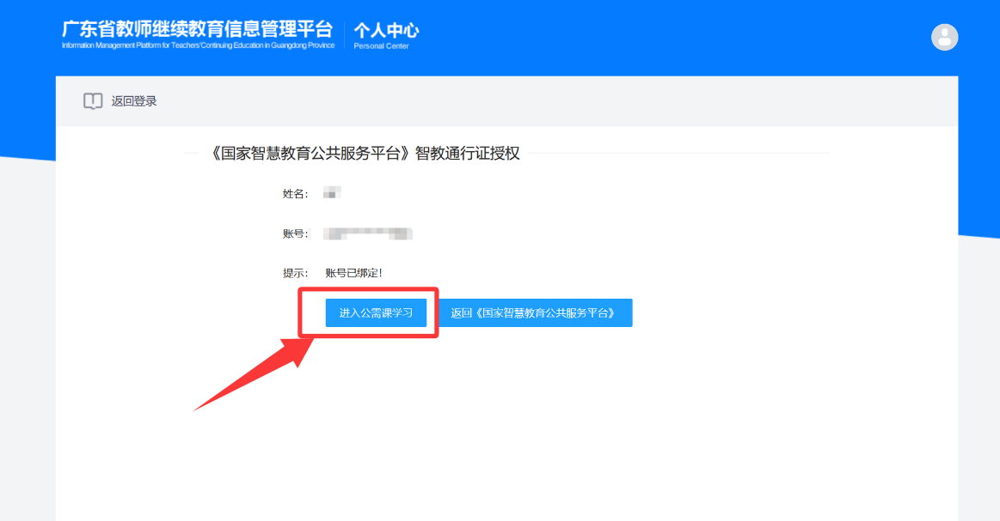 广东省教师继续教育信息管理平台 个人中心
Information Management Platform for Teachers'Continuing Education in Guangdong Province Personal Center
返回登录
《国家智慧教育公共服务平台》智教通行证授权
姓名：
账号：
提示： 账号已绑定！
进入公需课学习 返回《国家智慧教育公共服务平台》